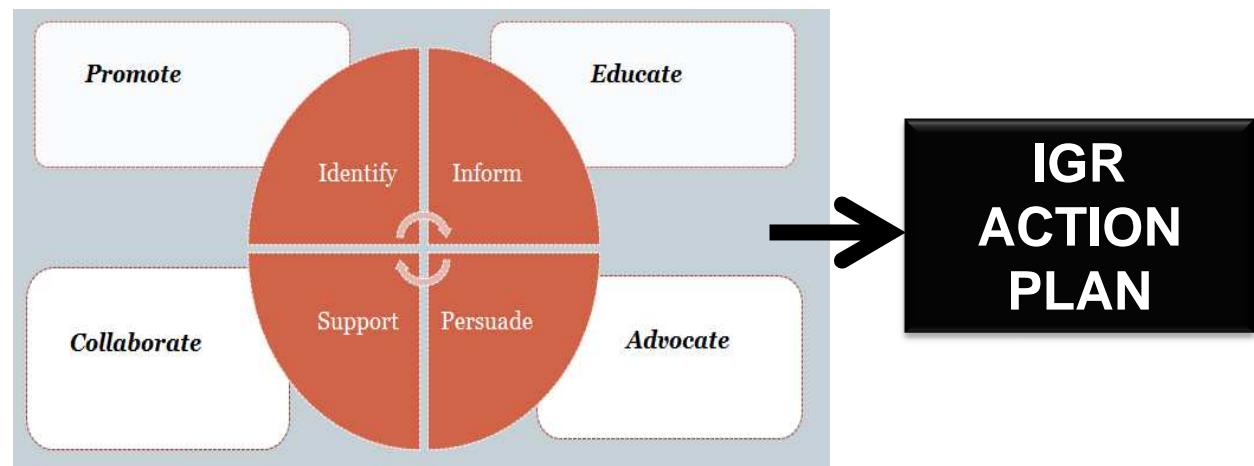 Promote
Educate
Identify
Inform
Support
Persuade
Collaborate
Advocate
IGR
ACTION
PLAN